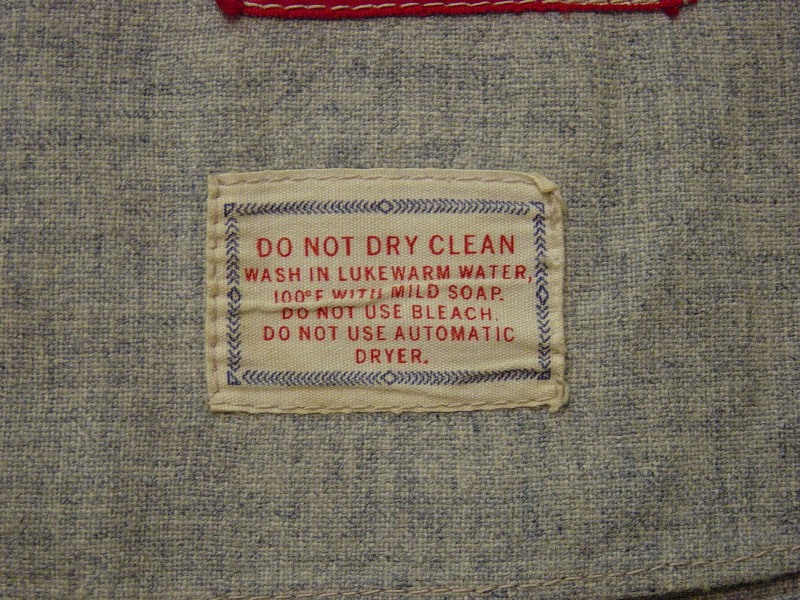 DO NOT DRY CLEAN
WASH IN LUKEWARM WATER,
100°F WITH MILD SOAP.
DO NOT USE BLEACH.
DO NOT USE AUTOMATIC
DRYER.